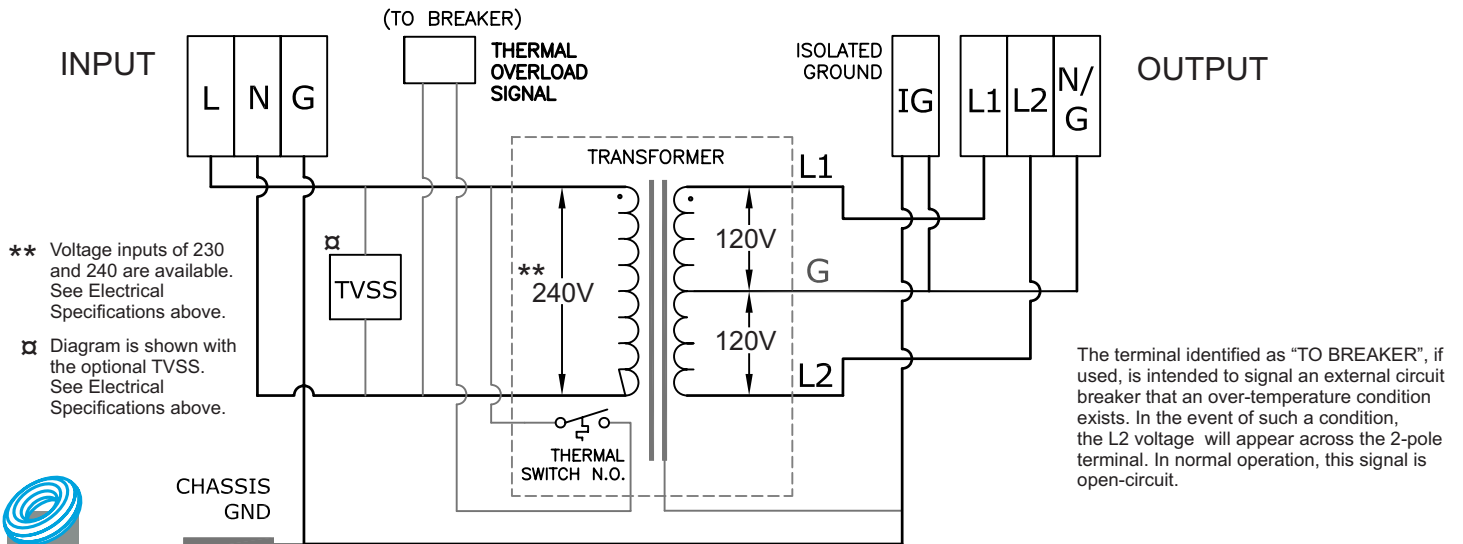 (TO BREAKER)
INPUT
THERMAL
OVERLOAD
SIGNAL
ISOLATED
GROUND
OUTPUT
L N G
IG
L1 L2 N/
G
TRANSFORMER
L1
** Voltage inputs of 230
and 240 are available.
See Electrical
Specifications above.
¤
TVSS
**
240V
120V
G
120V
L2
¤ Diagram is shown with
the optional TVSS.
See Electrical
Specifications above.
THERMAL
SWITCH N.O.
The terminal identified as “TO BREAKER”, if
used, is intended to signal an external circuit
breaker that an over-temperature condition
exists. In the event of such a condition,
the L2 voltage will appear across the 2-pole
terminal. In normal operation, this signal is
open-circuit.
CHASSIS
GND